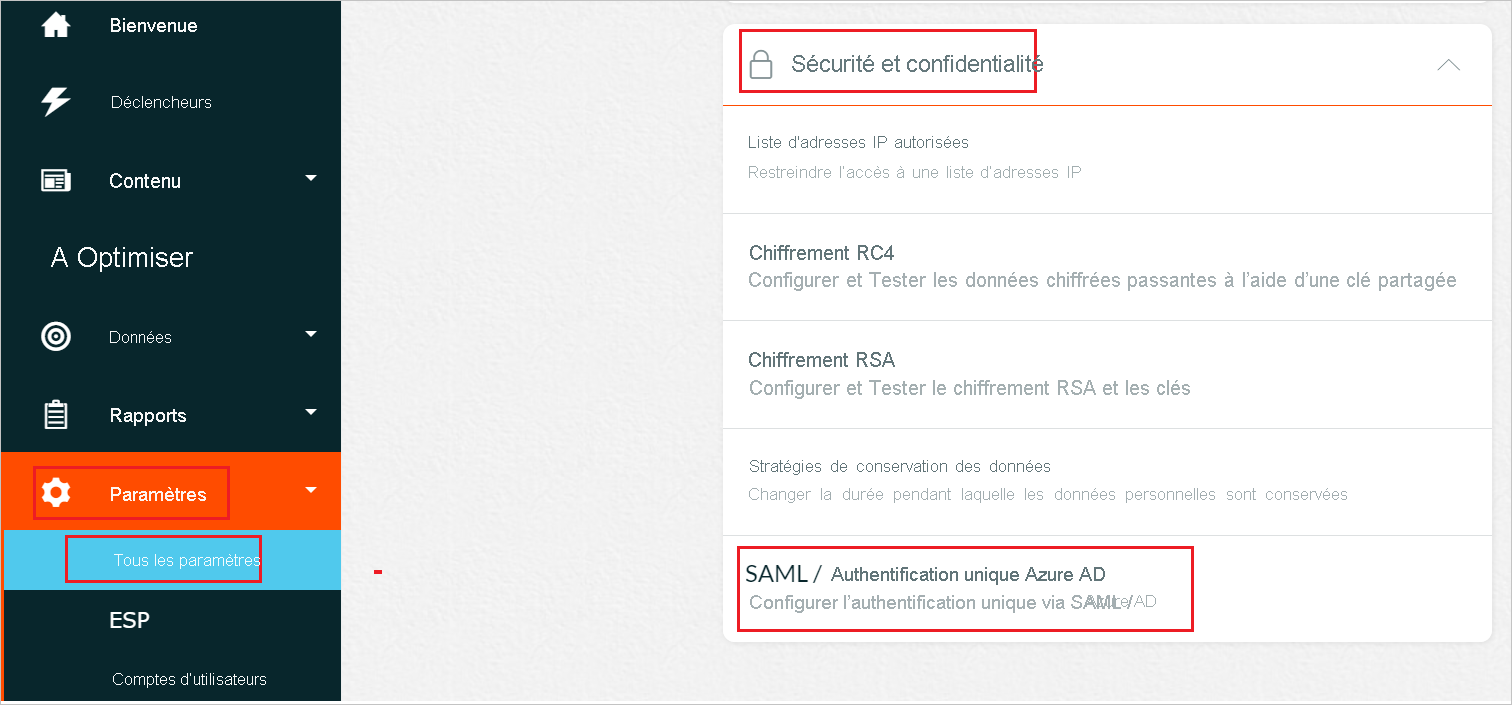 Bienvenue
Déclencheurs
Contenu
A Optimiser
Données
Rapports
Paramètres
Tous les paramètres
ESP
Comptes d'utilisateurs
Sécurité et confidentialité
Liste d'adresses IP autorisées
Restreindre l'accès à une liste d'adresses IP
Chiffrement RC4
Configurer et Tester les données chiffrées passantes à l’aide d’une clé partagée
Chiffrement RSA
Configurer et Tester le chiffrement RSA et les clés
Stratégies de conservation des données
Changer la durée pendant laquelle les données personnelles sont conservées
SAML / Authentification unique Azure AD
Configurer l’authentification unique via SAML / Azure AD